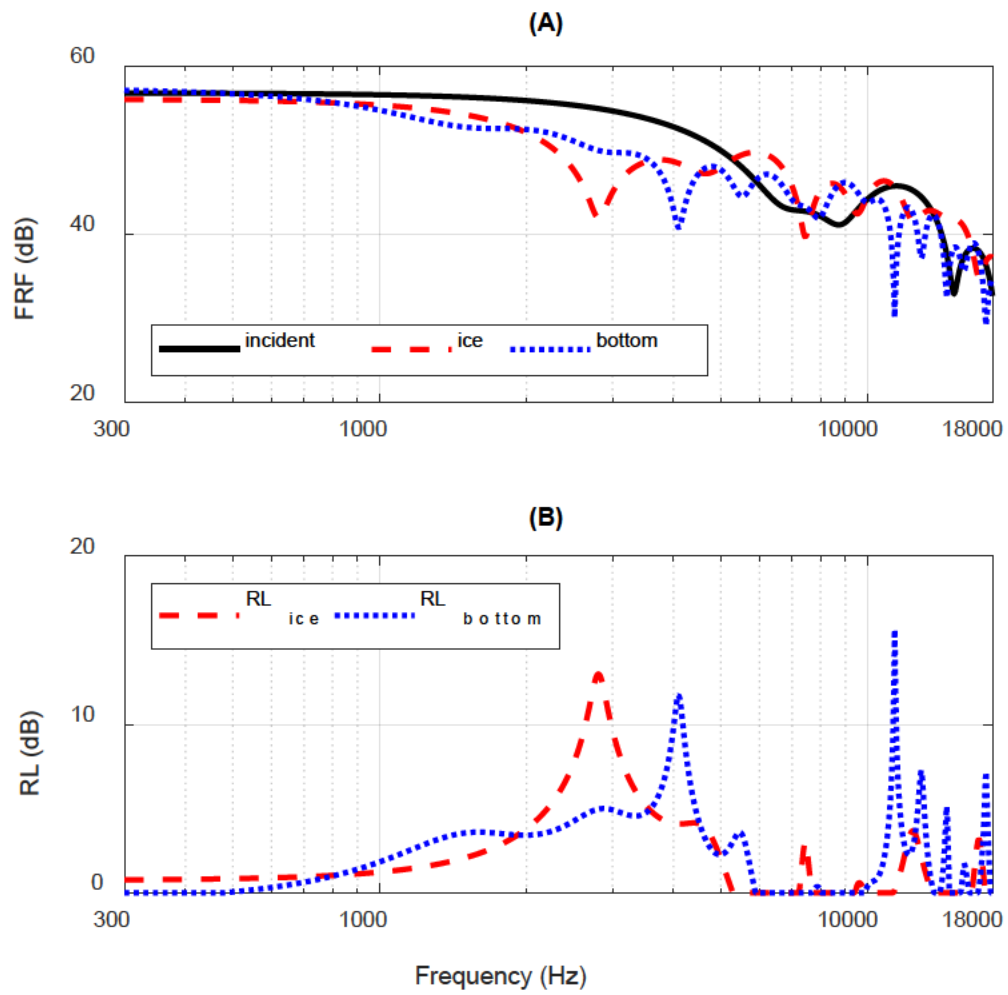 (A)
60
40
20
FRF (dB)
incident ice bottom
300 1000 10000 18000
(B)
20
10
0
RL (dB)
RL ice RL bottom
300 1000 10000 18000
Frequency (Hz)